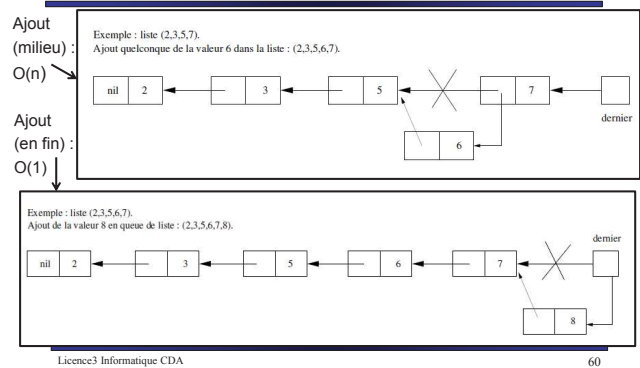 Ajout
(milieu) :
O(n)
Exemple : liste (2,3,5,7).
Ajout quelconque de la valeur 6 dans la liste : (2,3,5,6,7).
nil 2 3 5 7
dernier
6
Ajout
(en fin) :
O(1)
Exemple : liste (2,3,5,6,7).
Ajout de la valeur 8 en queue de liste : (2,3,5,6,7,8).
dernier
nil 2 3 5 6 7
8
Licence3 Informatique CDA 60